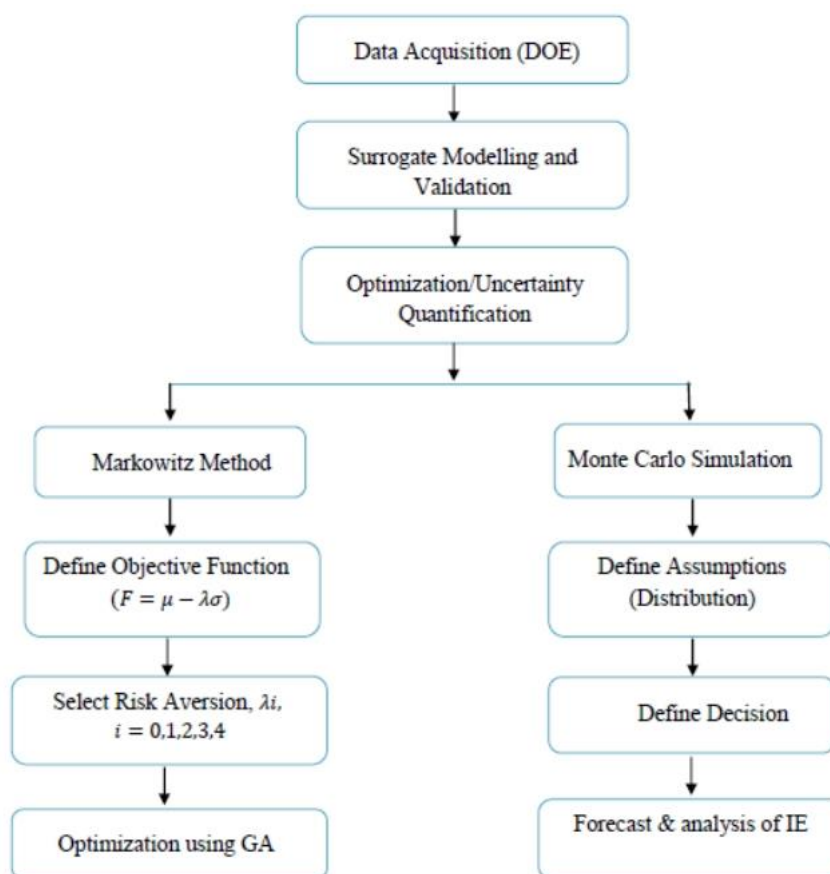 Data Acquisition (DOE)
Surrogate Modelling and
Validation
Optimization/Uncertainty
Quantification
Markowitz Method
Define Objective Function
(F = μ − λσ)
Select Risk Aversion, λi,
i = 0,1,2,3,4
Optimization using GA
Monte Carlo Simulation
Define Assumptions
(Distribution)
Define Decision
Forecast & analysis of IE